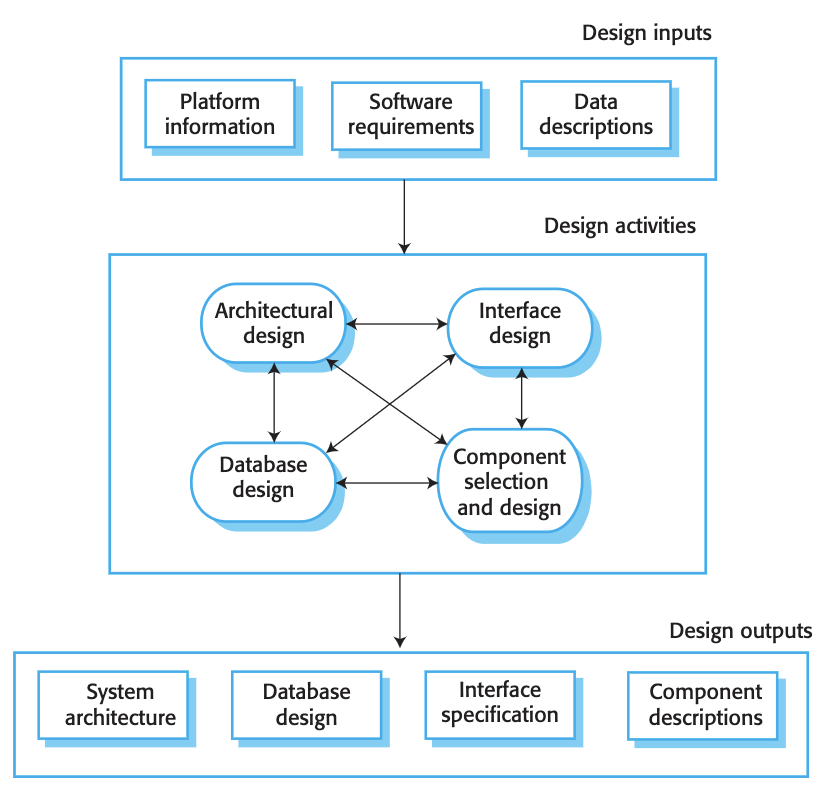 Design inputs
Platform
information
Software
requirements
Data
descriptions
Design activities
Architectural
design
Interface
design
Database
design
Component
selection
and design
Design outputs
System
architecture
Database
design
Interface
specification
Component
descriptions